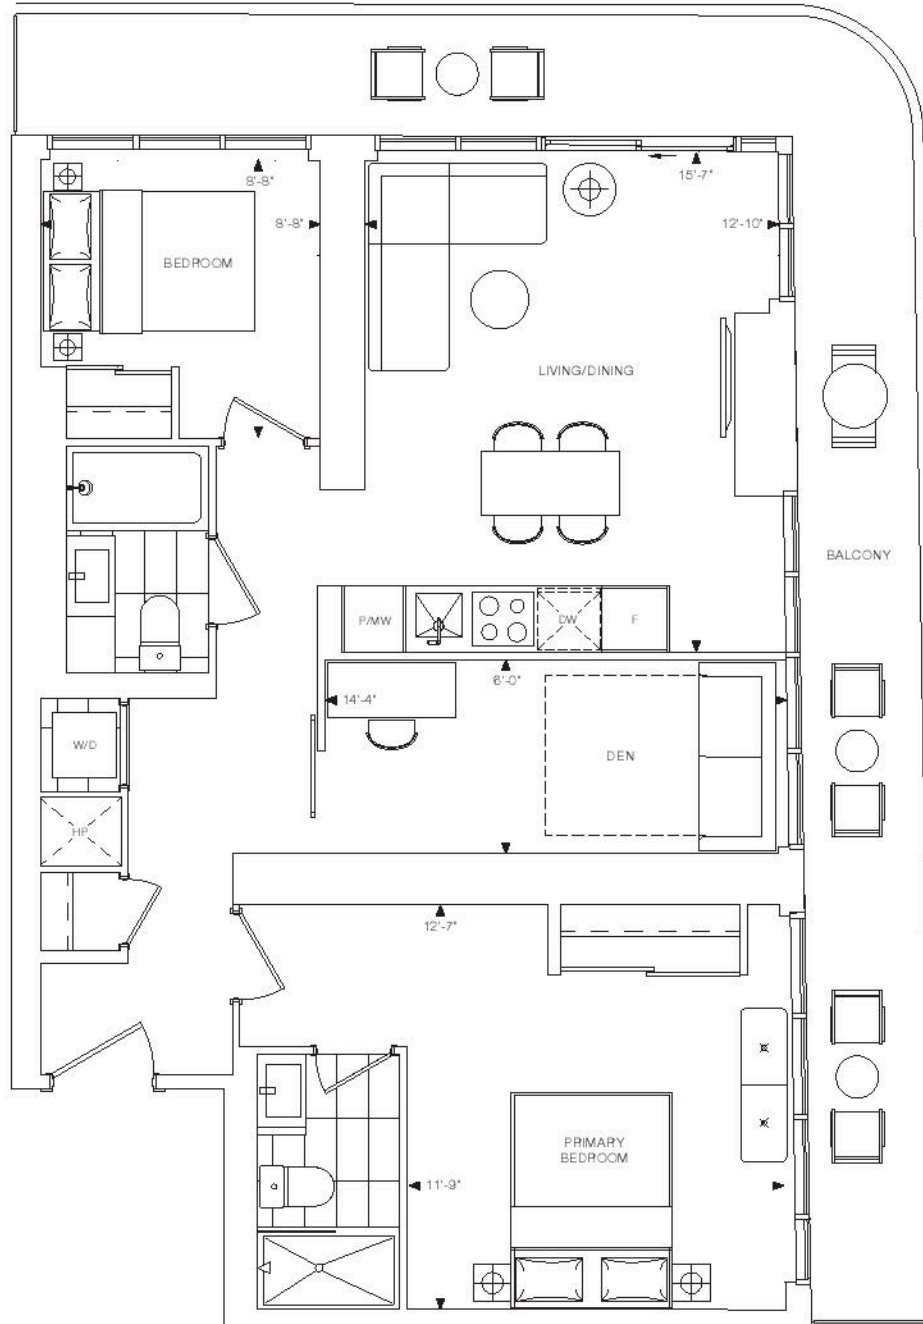 8'-8"
15'-7"
8'-8"
12'-10"
BEDROOM
LIVING/DINING
BALCONY
P/MW
DW
F
6'-0"
14'-4"
W/D
DEN
HP
12'-7"
PRIMARY
BEDROOM
11'-9"